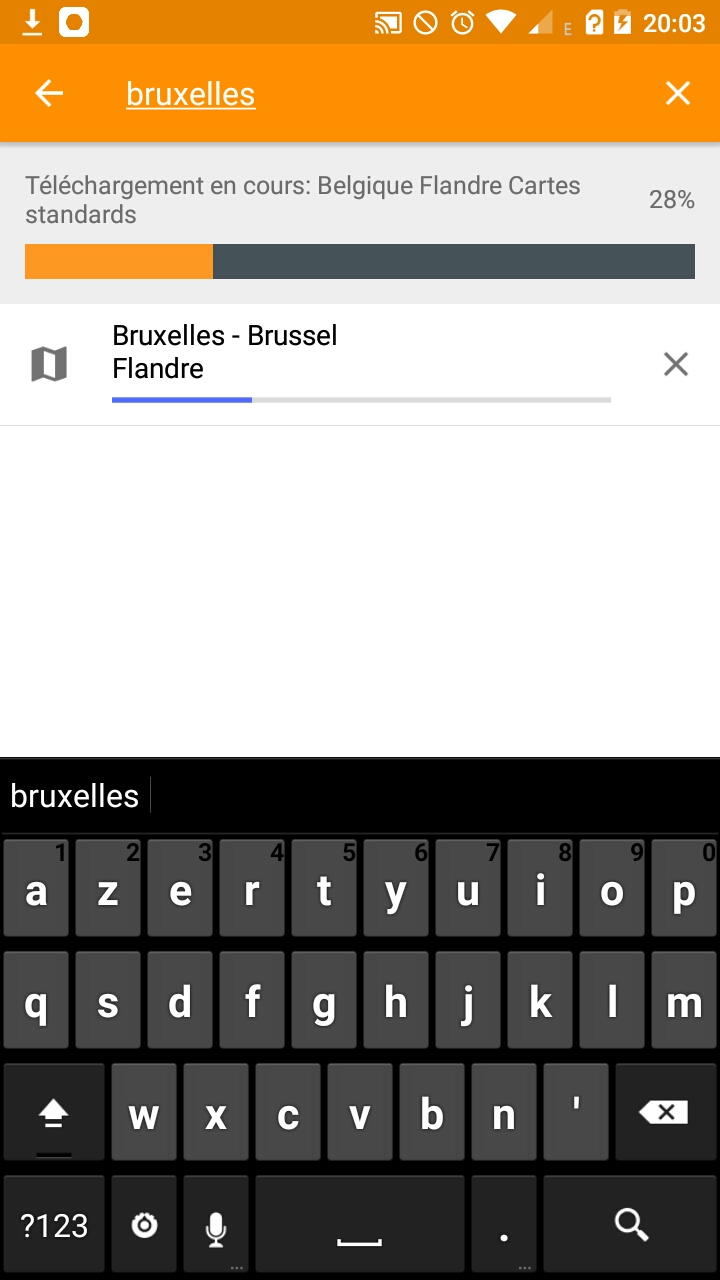 E
20:03
bruxelles
Téléchargement en cours: Belgique Flandre Cartes
standards
28%
Bruxelles - Brussel
Flandre
bruxelles
1 2 3 4 5 6 7 8 9 0
a z e r t y u i o p
q s d f g h j k l m
w x c v b n '
?123 . ...